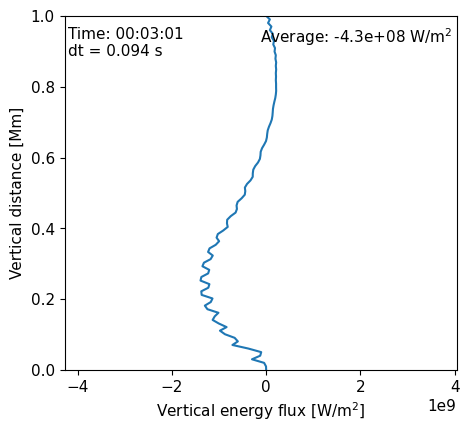 Time: 00:03:01
dt = 0.094 s
Average: -4.3e+08 W/m²
Vertical distance [Mm]
1.0
0.8
0.6
0.4
0.2
0.0
−4
−2
0
2
4
1e9
Vertical energy flux [W/m²]